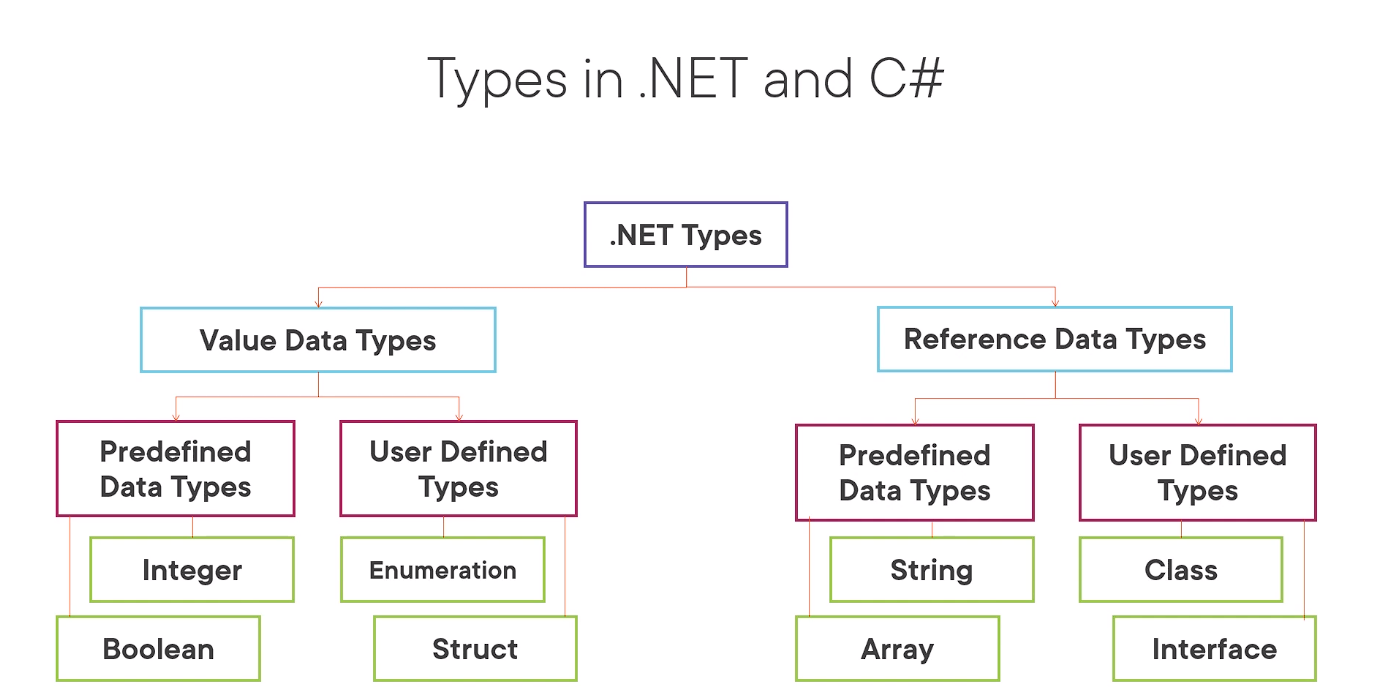 Types in .NET and C#
.NET Types
Value Data Types
Reference Data Types
Predefined
Data Types
User Defined
Types
Predefined
Data Types
User Defined
Types
Integer
Enumeration
String
Class
Boolean
Struct
Array
Interface